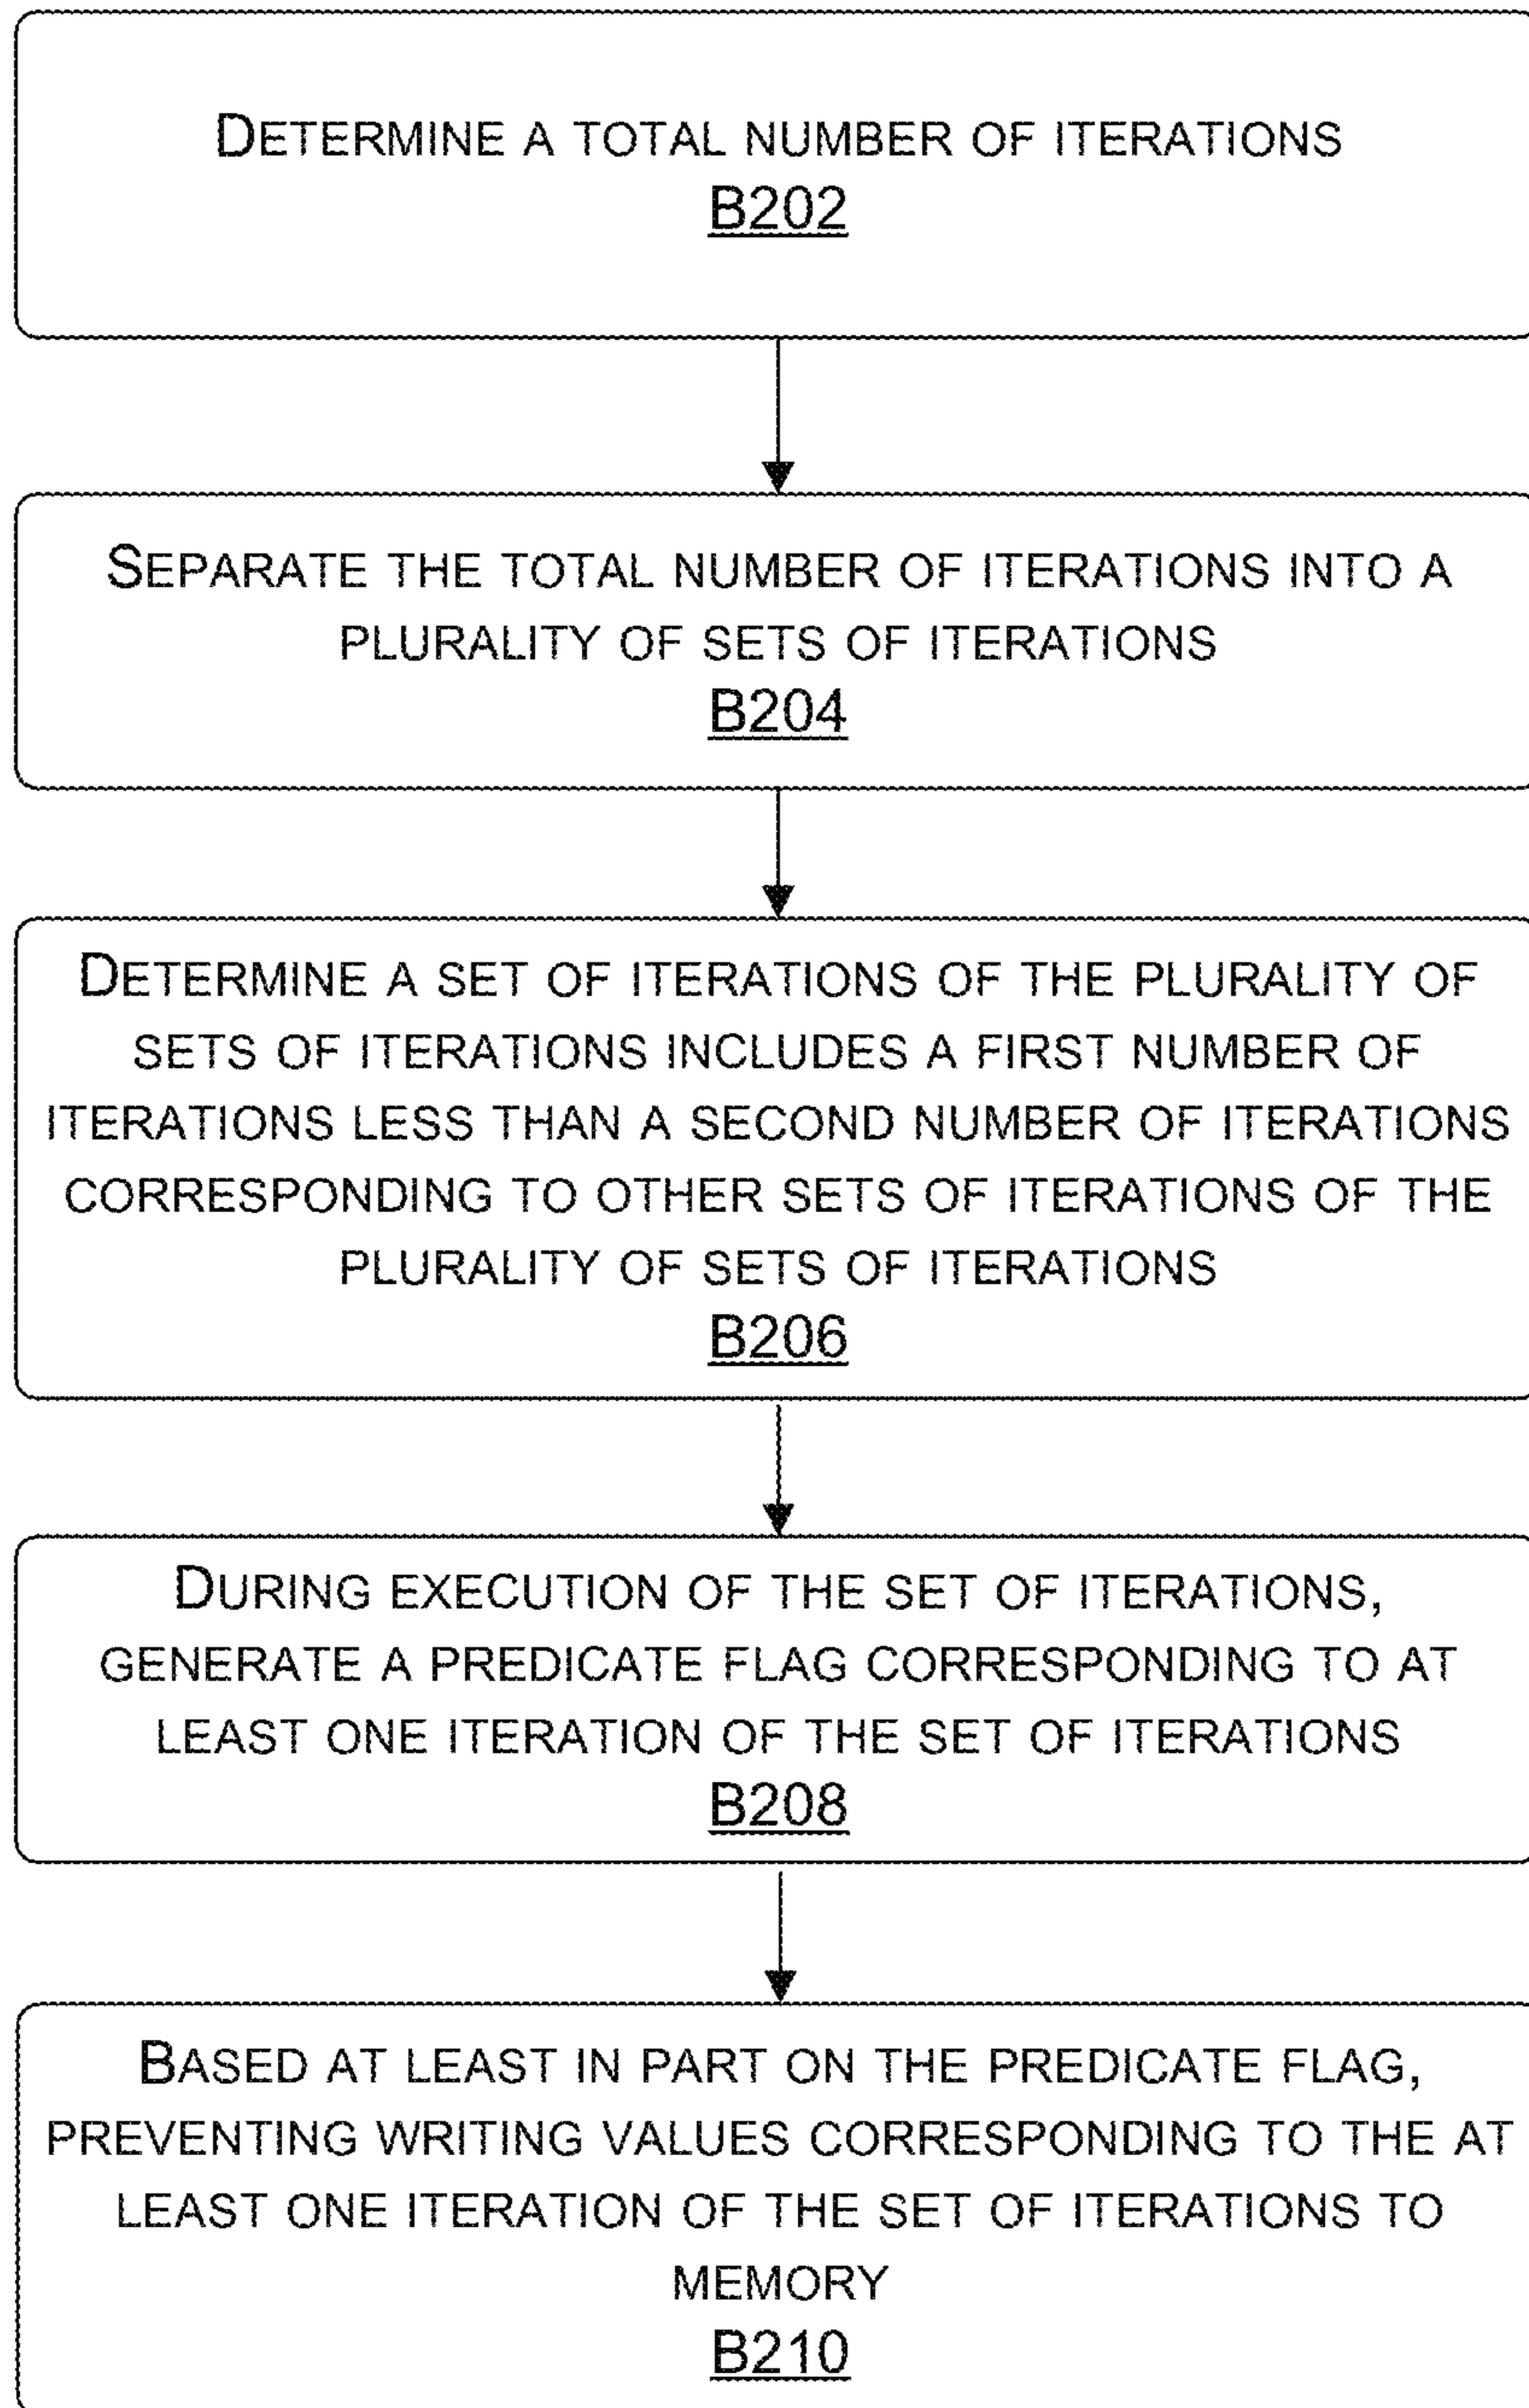 DETERMINE A TOTAL NUMBER OF ITERATIONS
B202
SEPARATE THE TOTAL NUMBER OF ITERATIONS INTO A
PLURALITY OF SETS OF ITERATIONS
B204
DETERMINE A SET OF ITERATIONS OF THE PLURALITY OF
SETS OF ITERATIONS INCLUDES A FIRST NUMBER OF
ITERATIONS LESS THAN A SECOND NUMBER OF ITERATIONS
CORRESPONDING TO OTHER SETS OF ITERATIONS OF THE
PLURALITY OF SETS OF ITERATIONS
B206
DURING EXECUTION OF THE SET OF ITERATIONS,
GENERATE A PREDICATE FLAG CORRESPONDING TO AT
LEAST ONE ITERATION OF THE SET OF ITERATIONS
B208
BASED AT LEAST IN PART ON THE PREDICATE FLAG,
PREVENTING WRITING VALUES CORRESPONDING TO THE AT
LEAST ONE ITERATION OF THE SET OF ITERATIONS TO
MEMORY
B210